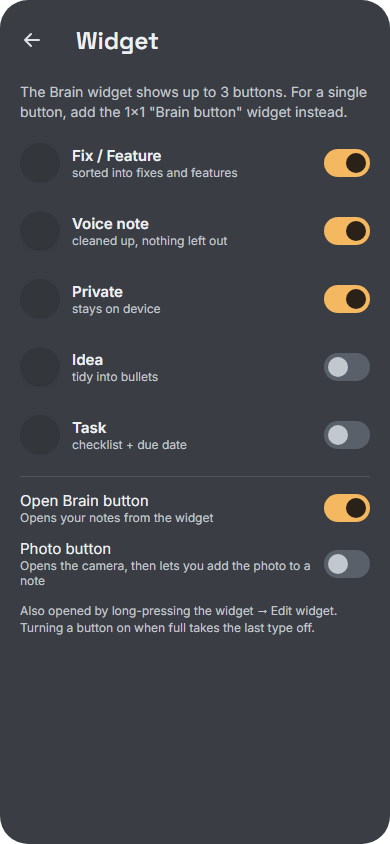 Widget
The Brain widget shows up to 3 buttons. For a single
button, add the 1×1 "Brain button" widget instead.
Fix / Feature
sorted into fixes and features
Voice note
cleaned up, nothing left out
Private
stays on device
Idea
tidy into bullets
Task
checklist + due date
Open Brain button
Opens your notes from the widget
Photo button
Opens the camera, then lets you add the photo to a
note
Also opened by long-pressing the widget → Edit widget.
Turning a button on when full takes the last type off.